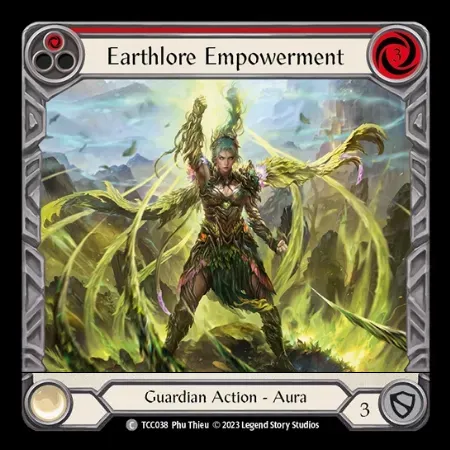 Earthlore Empowerment
3
Guardian Action - Aura
3
C TCC038 Phu Thieu © 2023 Legend Story Studios